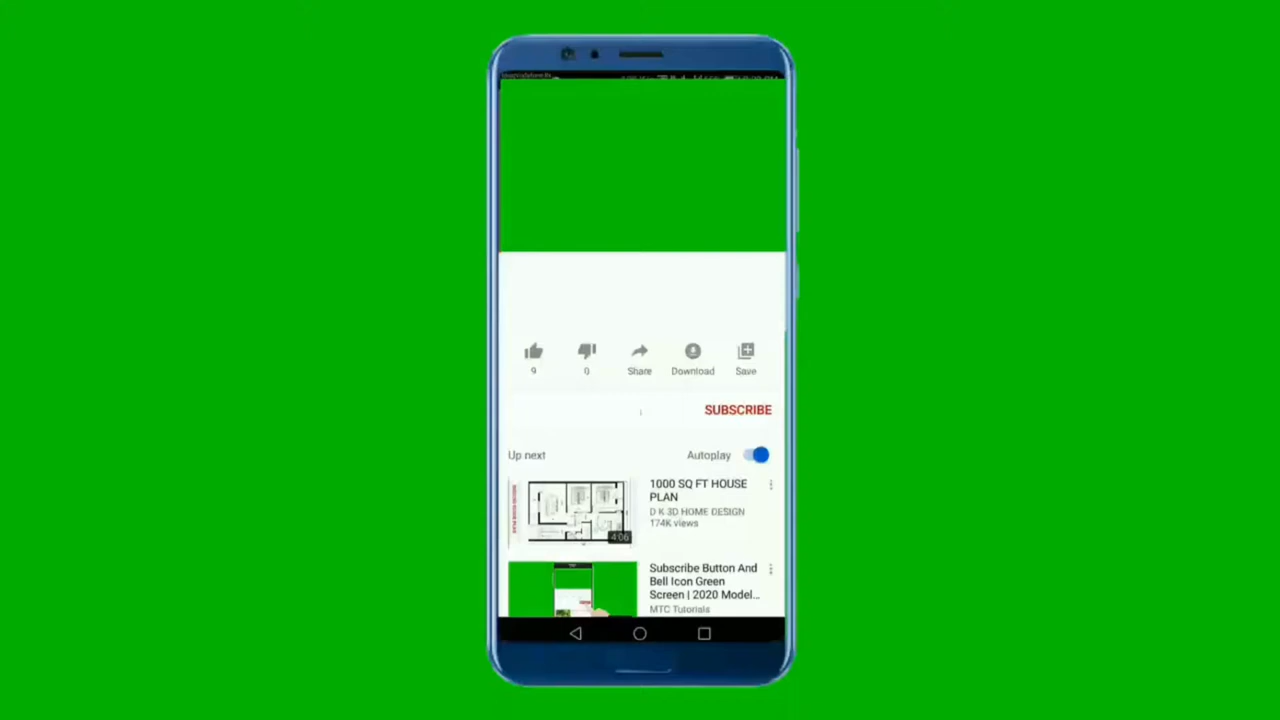 9
0
Share
Download
Save
SUBSCRIBE
Up next
Autoplay
1000 SQ FT HOUSE
PLAN
D K 3D HOME DESIGN
174K views
4:06
Subscribe Button And
Bell Icon Green
Screen | 2020 Model...
MTC Tutorials